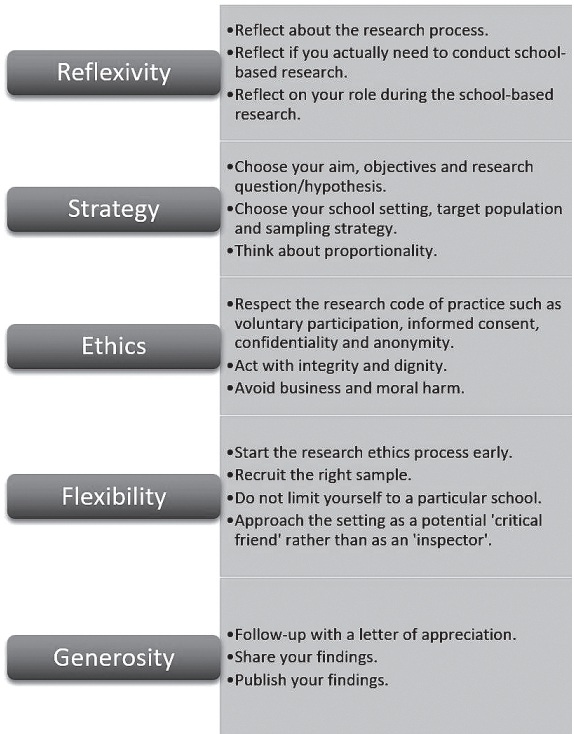 Reflexivity
•Reflect about the research process.
•Reflect if you actually need to conduct school-
based research.
•Reflect on your role during the school-based
research.
Strategy
•Choose your aim, objectives and research
question/hypothesis.
•Choose your school setting, target population
and sampling strategy.
•Think about proportionality.
Ethics
•Respect the research code of practice such as
voluntary participation, informed consent,
confidentiality and anonymity.
•Act with integrity and dignity.
•Avoid business and moral harm.
Flexibility
•Start the research ethics process early.
•Recruit the right sample.
•Do not limit yourself to a particular school.
•Approach the setting as a potential 'critical
friend' rather than as an 'inspector'.
Generosity
•Follow-up with a letter of appreciation.
•Share your findings.
•Publish your findings.